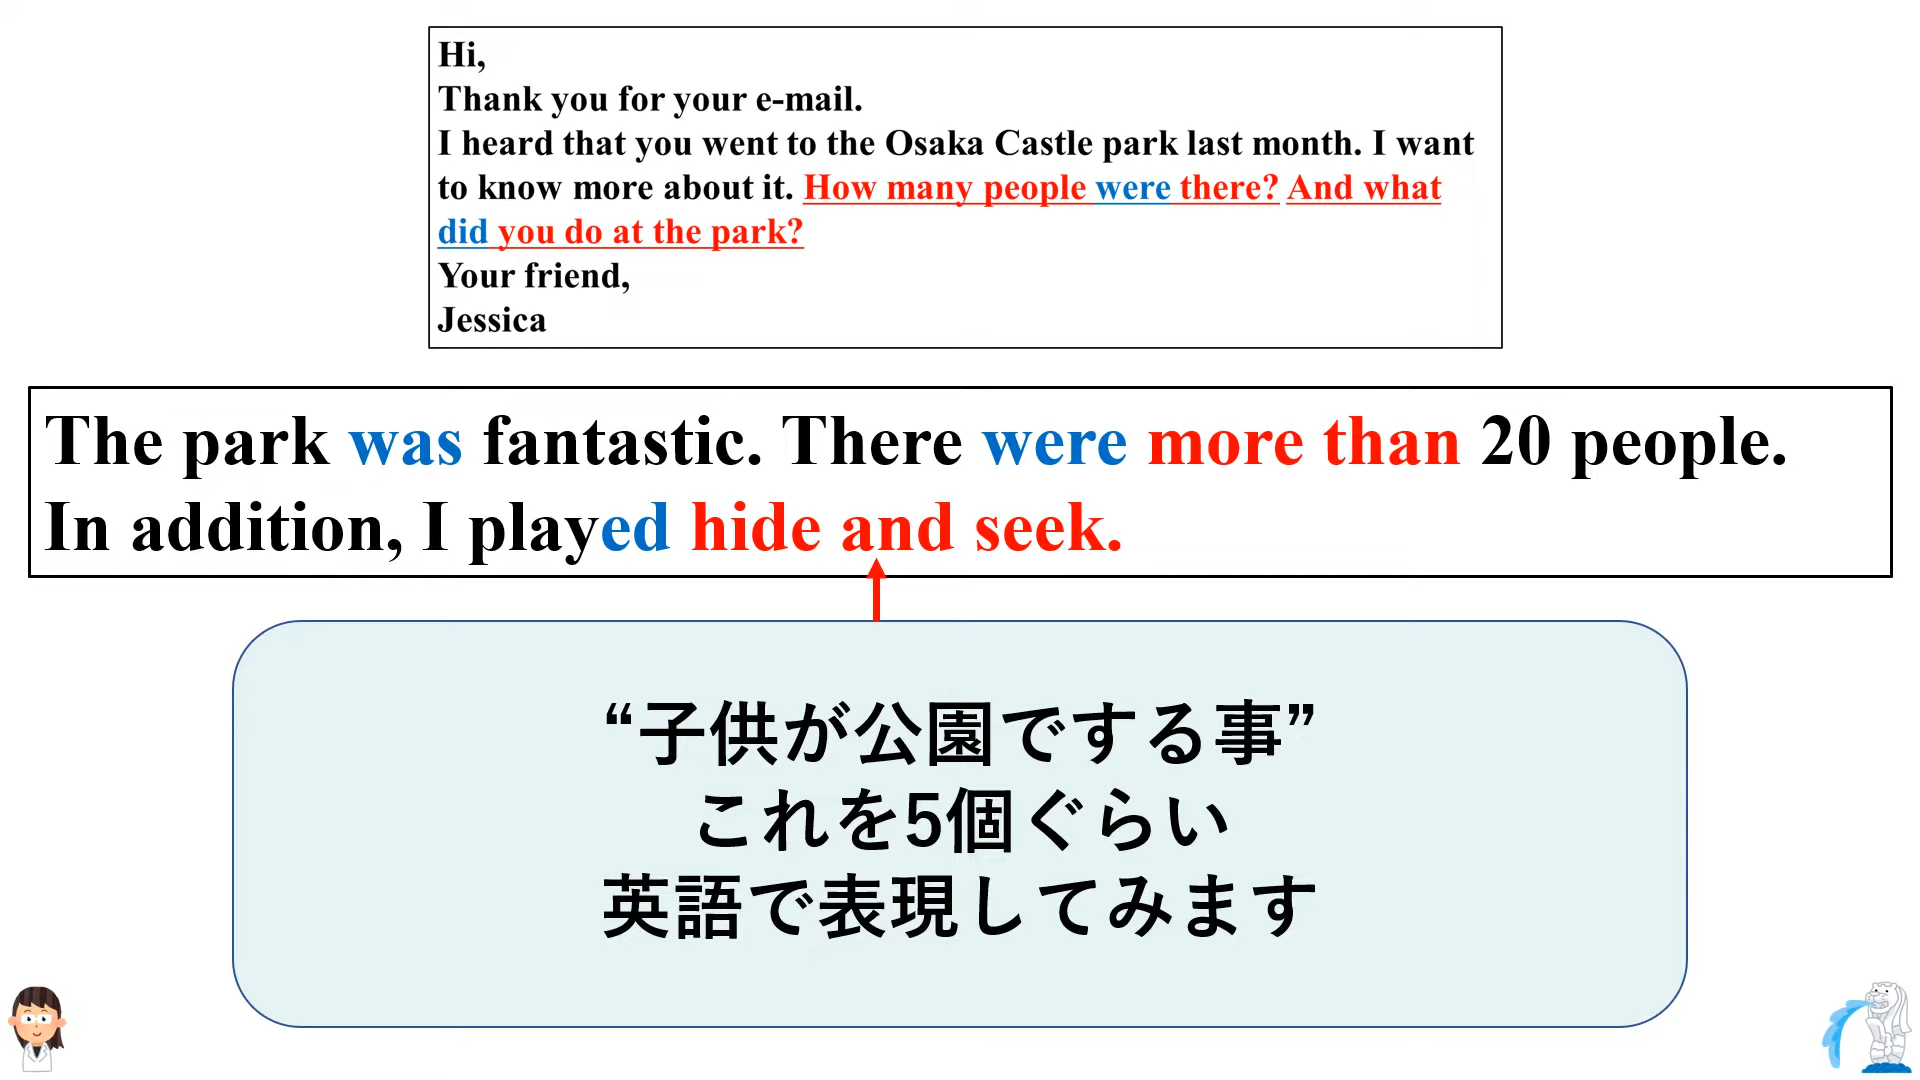 Hi,
Thank you for your e-mail.
I heard that you went to the Osaka Castle park last month. I want
to know more about it. How many people were there? And what
did you do at the park?
Your friend,
Jessica
The park was fantastic. There were more than 20 people.
In addition, I played hide and seek.
“子供が公園でする事”
これを5個ぐらい
英語で表現してみます